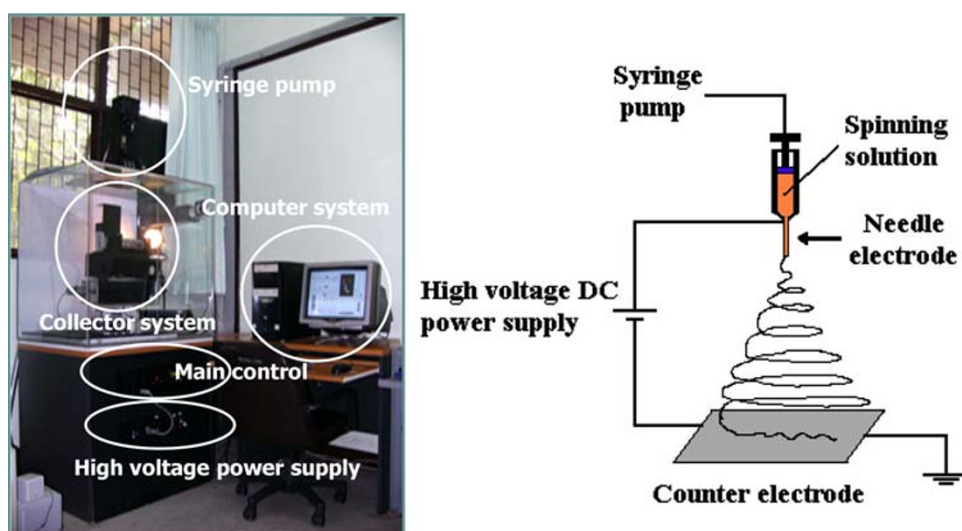 Syringe pump
Computer system
Collector system
Main control
High voltage power supply
Syringe
pump
Spinning
solution
Needle
electrode
High voltage DC
power supply
Counter electrode